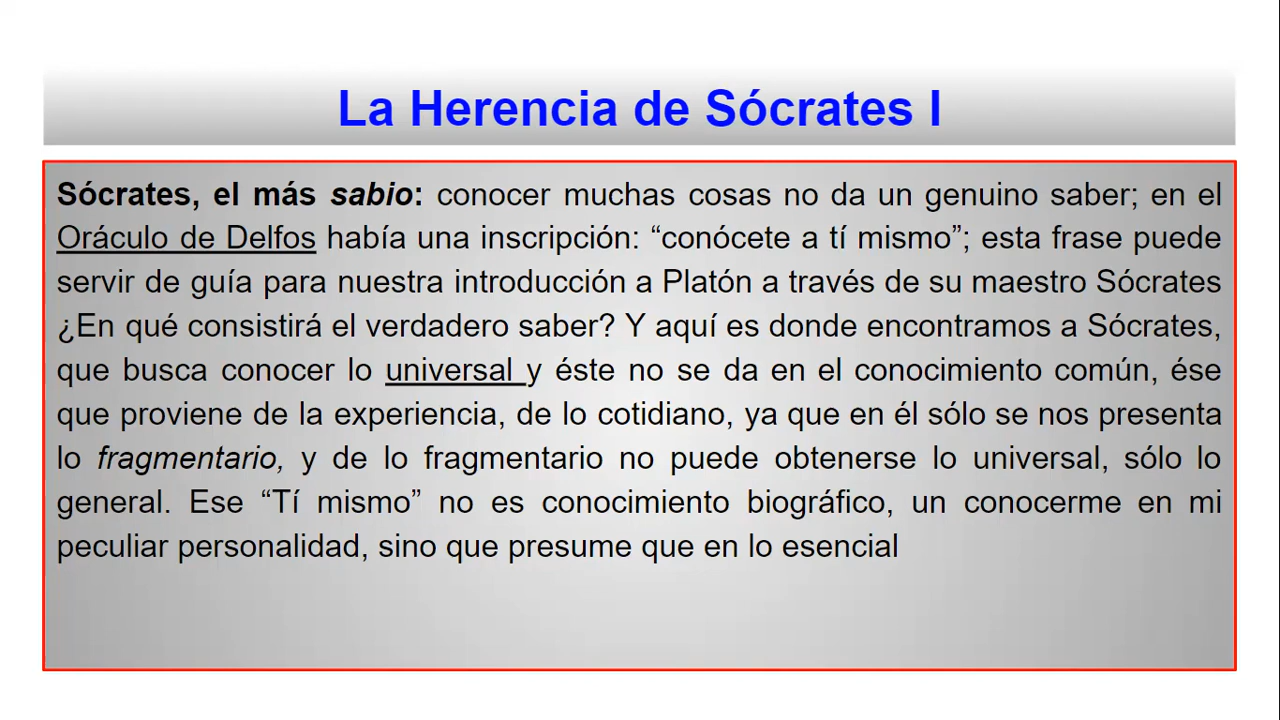 La Herencia de Sócrates I
Sócrates, el más sabio: conocer muchas cosas no da un genuino saber; en el
Oráculo de Delfos había una inscripción: “conócete a tí mismo”; esta frase puede
servir de guía para nuestra introducción a Platón a través de su maestro Sócrates
¿En qué consistirá el verdadero saber? Y aquí es donde encontramos a Sócrates,
que busca conocer lo universal y éste no se da en el conocimiento común, ése
que proviene de la experiencia, de lo cotidiano, ya que en él sólo se nos presenta
lo fragmentario, y de lo fragmentario no puede obtenerse lo universal, sólo lo
general. Ese “Tí mismo” no es conocimiento biográfico, un conocerme en mi
peculiar personalidad, sino que presume que en lo esencial